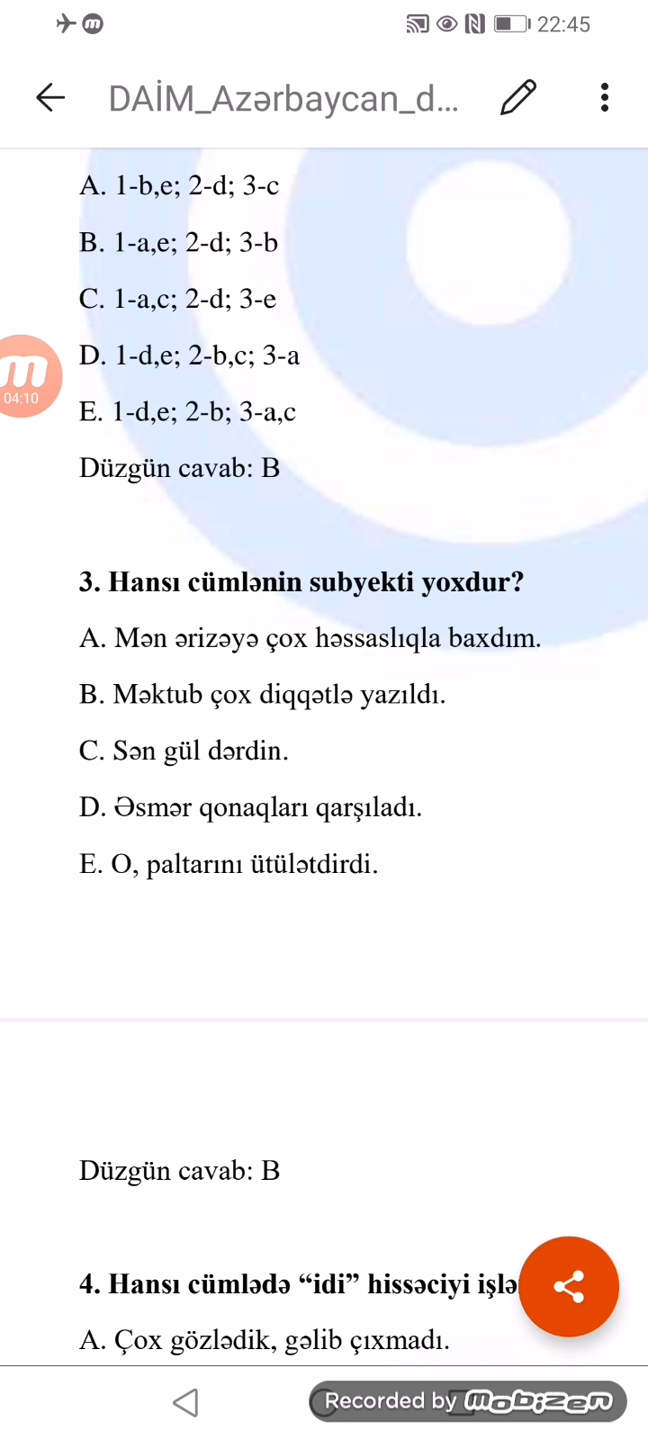 22:45
DAİM_Azərbaycan_d...
A. 1-b,e; 2-d; 3-c
B. 1-a,e; 2-d; 3-b
C. 1-a,c; 2-d; 3-e
m
04:10
D. 1-d,e; 2-b,c; 3-a
E. 1-d,e; 2-b; 3-a,c
Düzgün cavab: B
3. Hansı cümlənin subyekti yoxdur?
A. Mən ərizəyə çox həssaslıqla baxdım.
B. Məktub çox diqqətlə yazıldı.
C. Sən gül dərdin.
D. Əsmər qonaqları qarşıladı.
E. O, paltarını ütülətdirdi.
Düzgün cavab: B
4. Hansı cümlədə “idi” hissəciyi işlə
A. Çox gözlədik, gəlib çıxmadı.
Recorded by mobizen